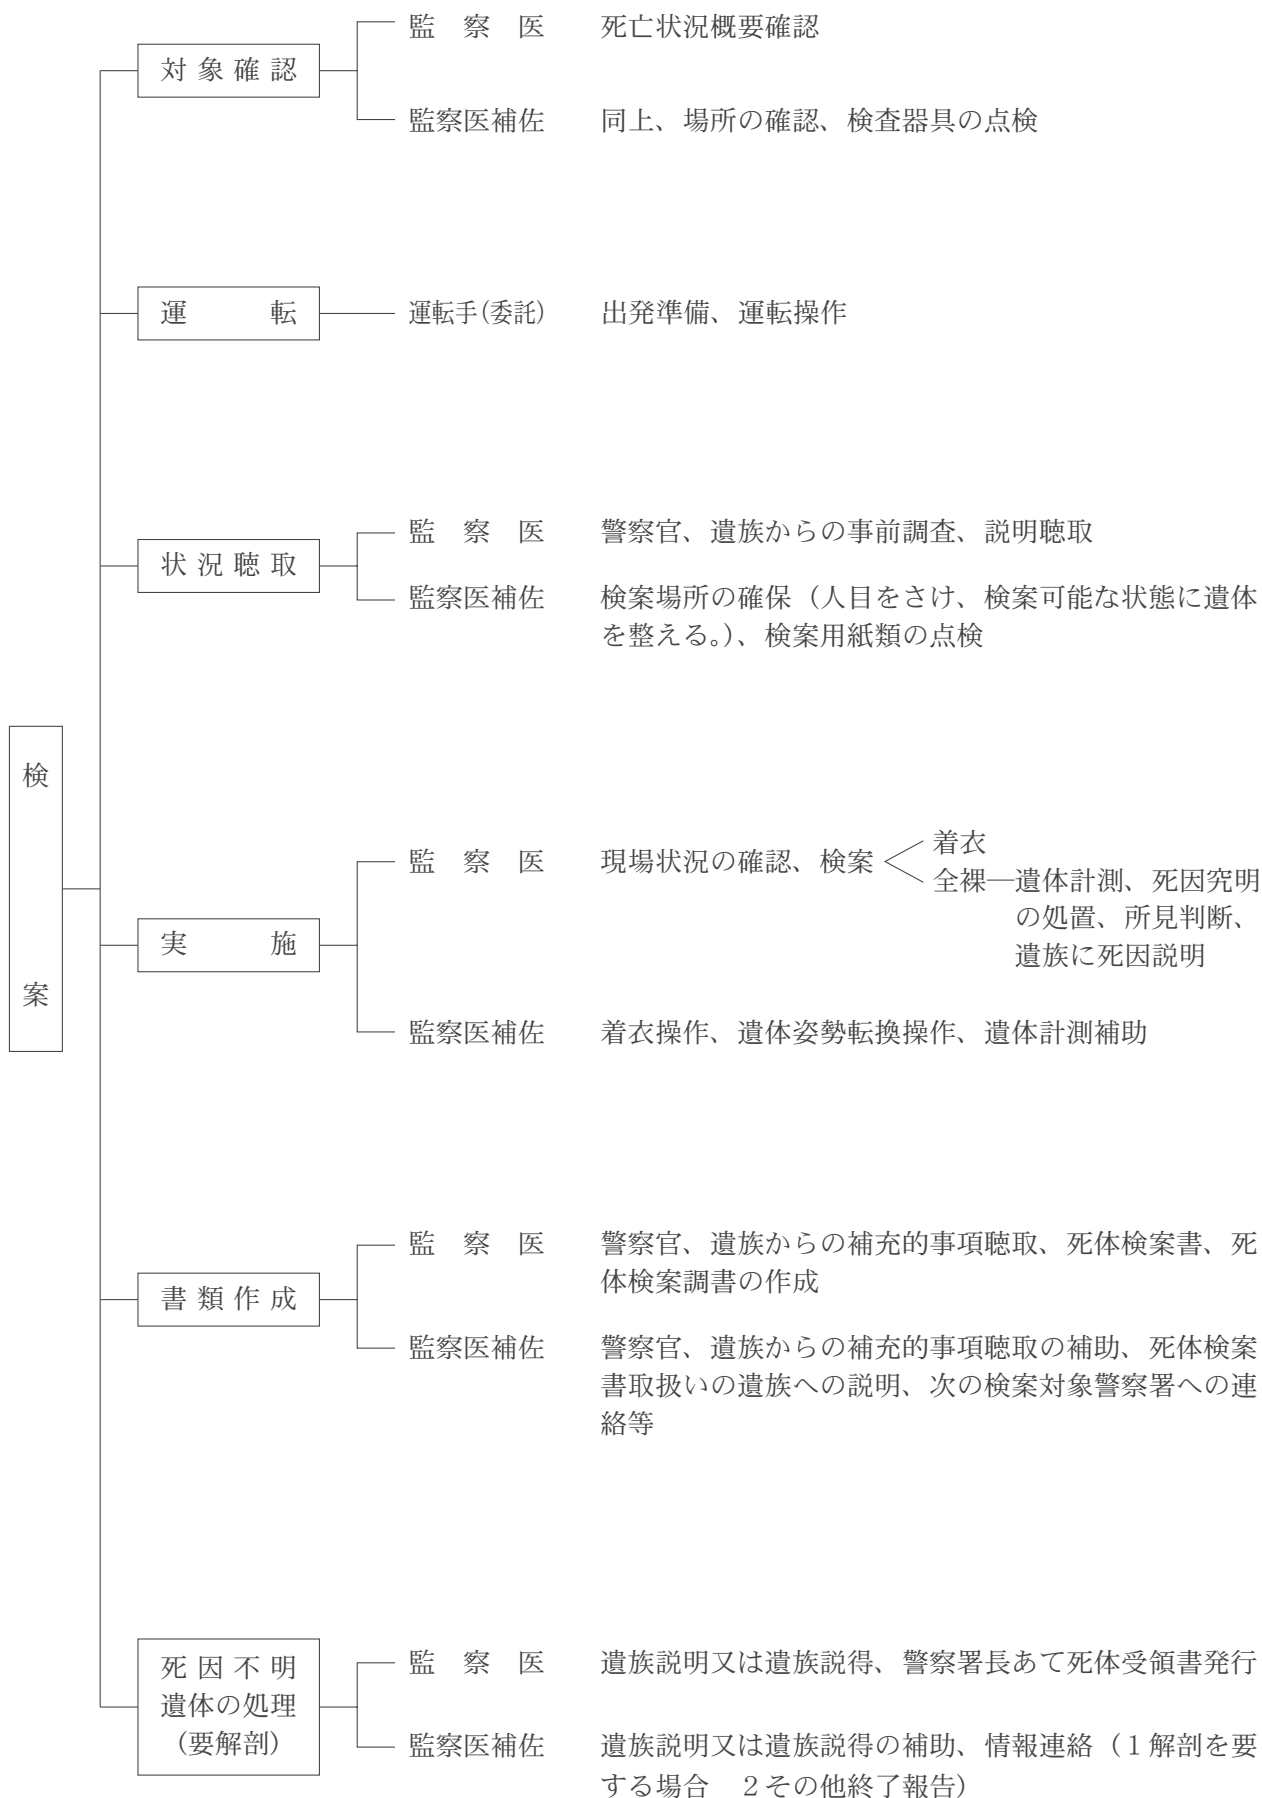 検案
対象確認
監察医 死亡状況概要確認
監察医補佐 同上、場所の確認、検査器具の点検
運転
運転手(委託) 出発準備、運転操作
状況聴取
監察医 警察官、遺族からの事前調査、説明聴取
監察医補佐 検案場所の確保（人目をさけ、検案可能な状態に遺体
を整える。）、検案用紙類の点検
実施
監察医 現場状況の確認、検案
着衣
全裸―遺体計測、死因究明
の処置、所見判断、
遺族に死因説明
監察医補佐 着衣操作、遺体姿勢転換操作、遺体計測補助
書類作成
監察医 警察官、遺族からの補充的事項聴取、死体検案書、死
体検案調書の作成
監察医補佐 警察官、遺族からの補充的事項聴取の補助、死体検案
書取扱いの遺族への説明、次の検案対象警察署への連
絡等
死因不明
遺体の処理
（要解剖）
監察医 遺族説明又は遺族説得、警察署長あて死体受領書発行
監察医補佐 遺族説明又は遺族説得の補助、情報連絡（１解剖を要
する場合　２その他終了報告）